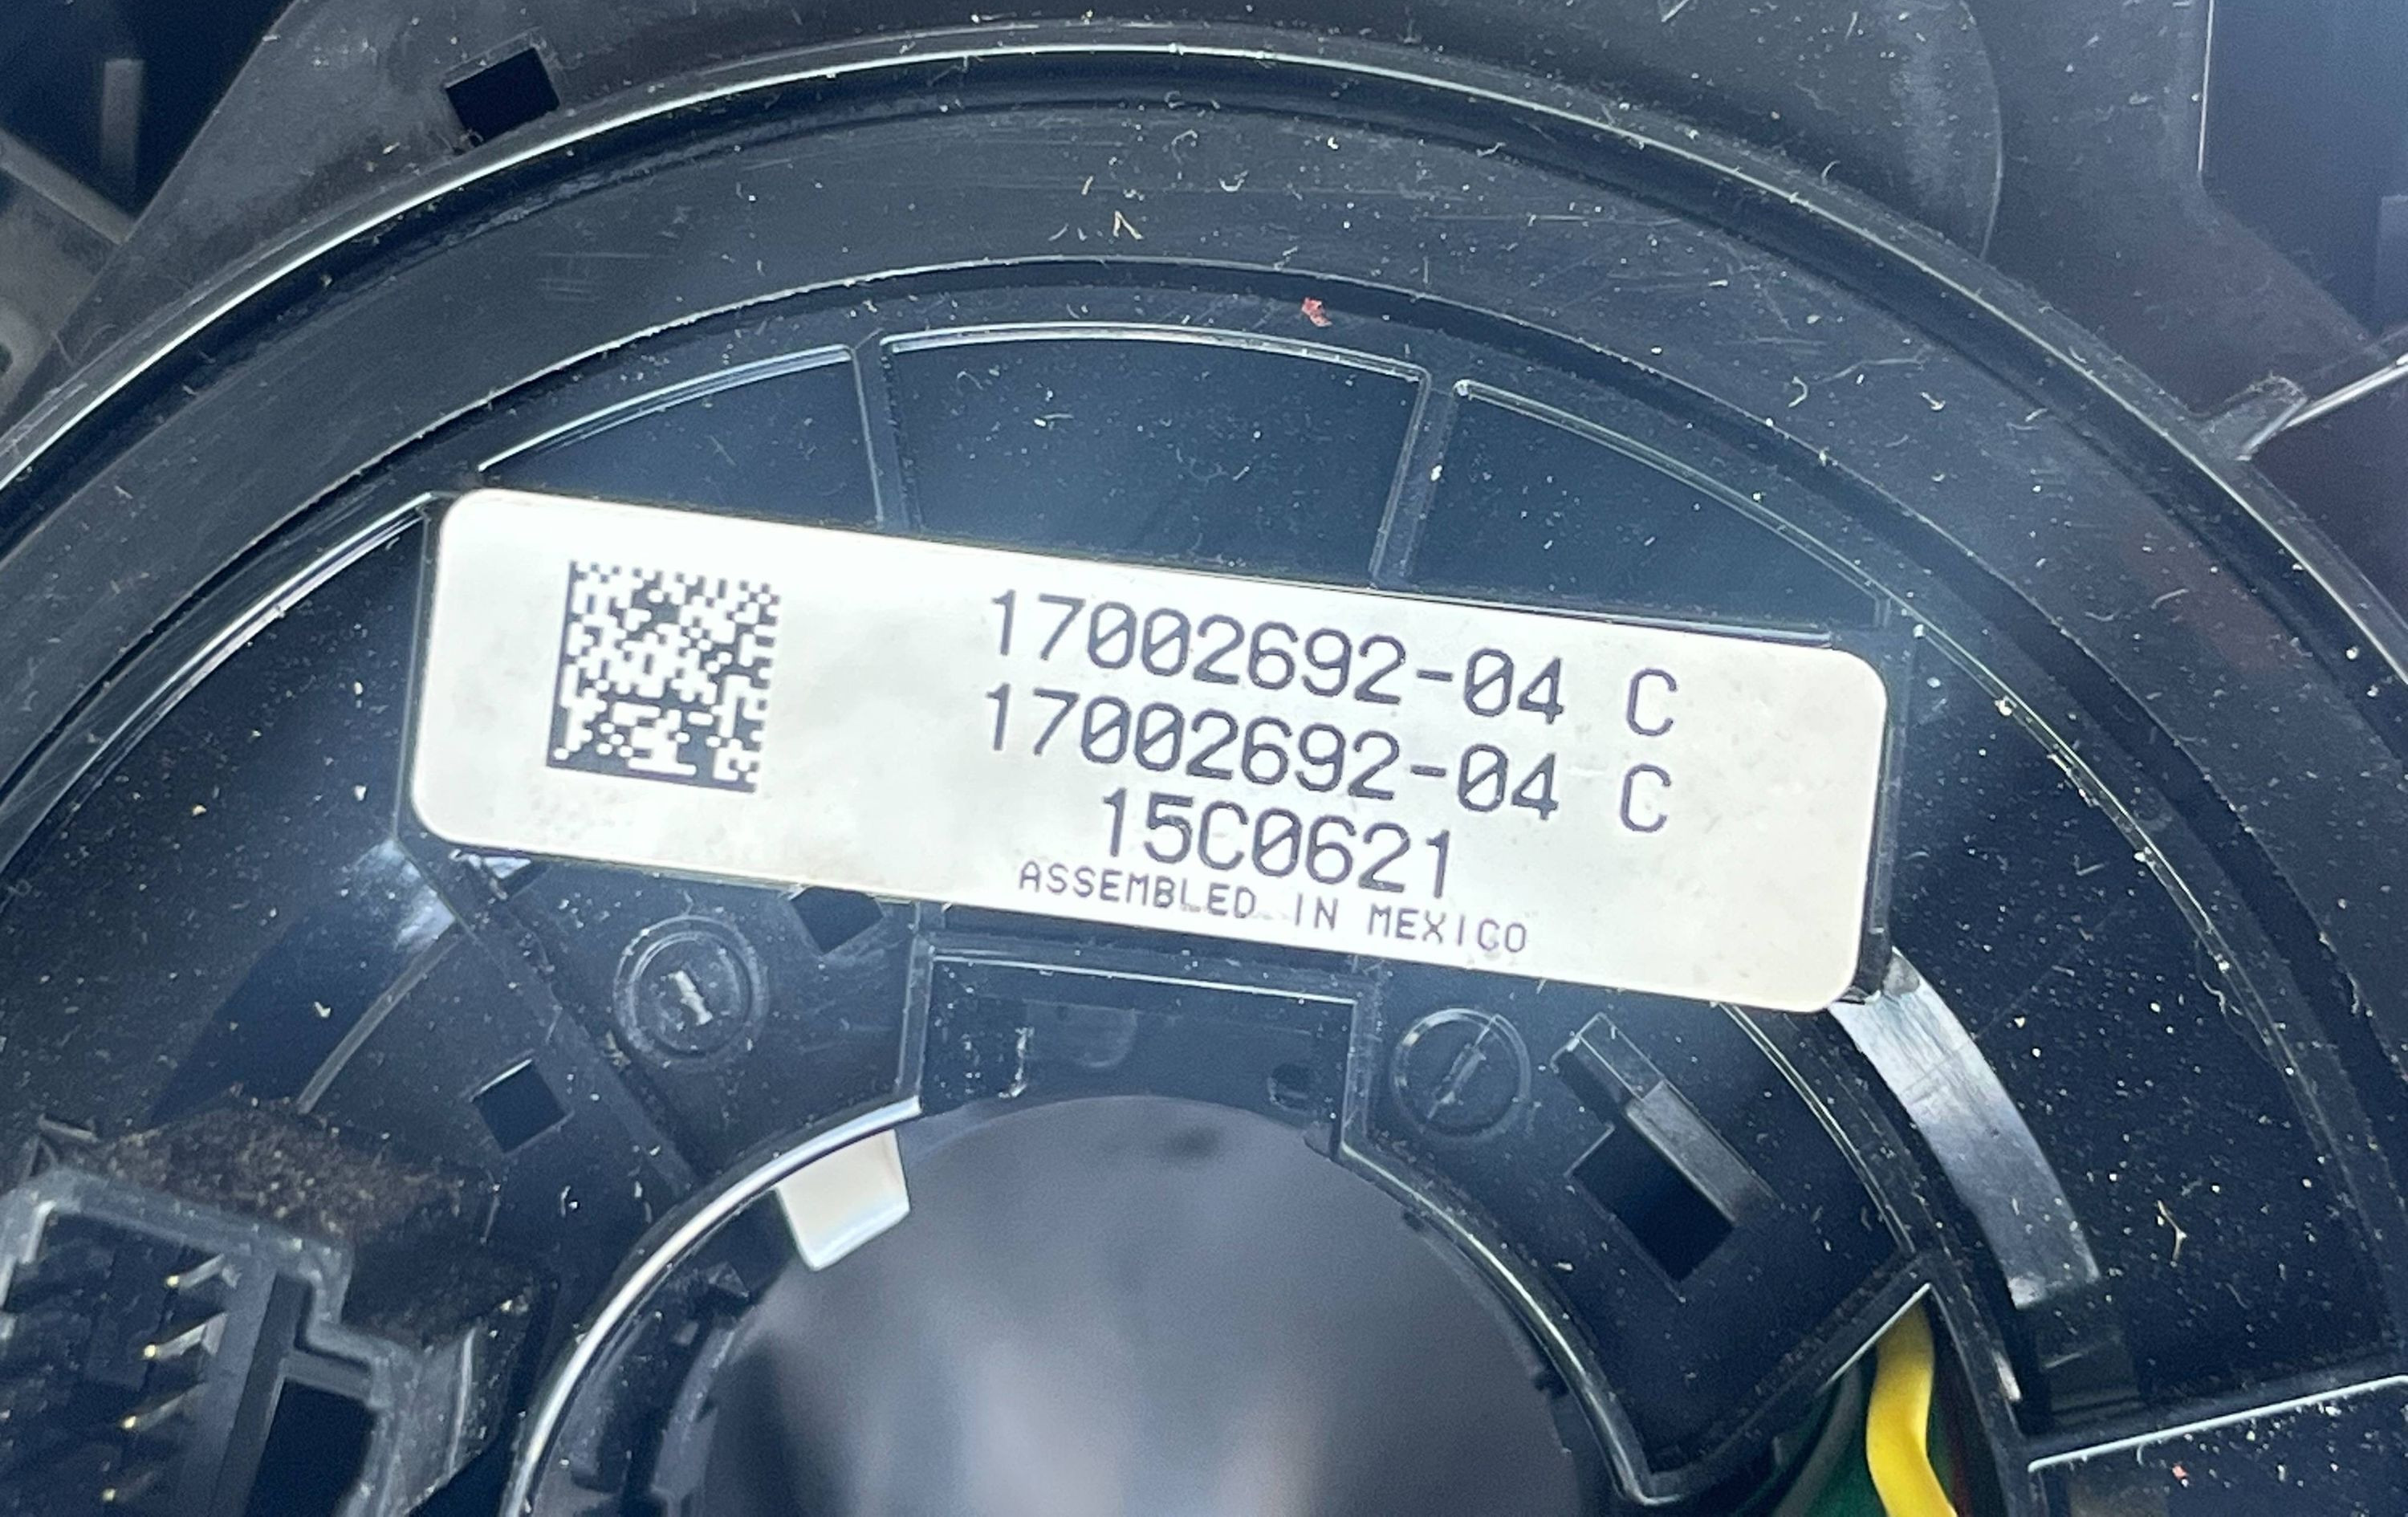 17002692-04 C
17002692-04 C
15C0621
ASSEMBLED IN MEXICO